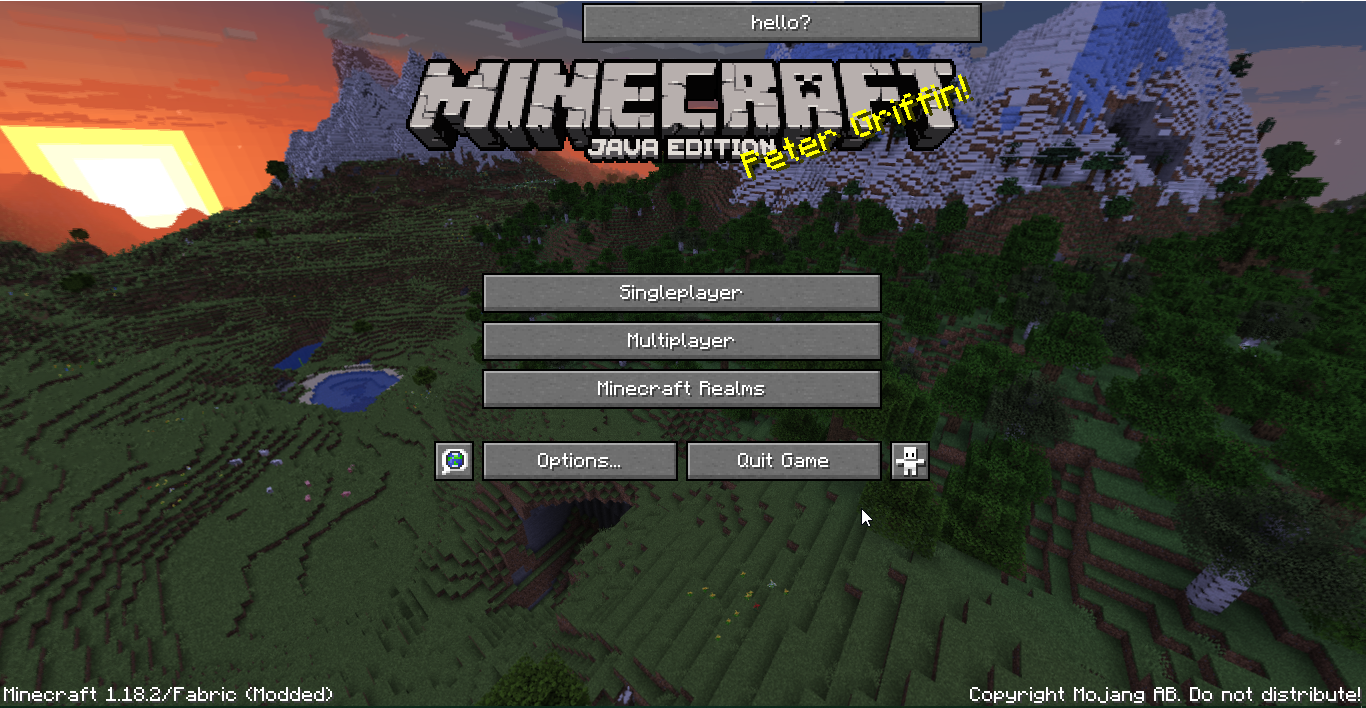 hello?
MINECRAFT
JAVA EDITION
Peter Griffin!
Singleplayer
Multiplayer
Minecraft Realms
Options...
Quit Game
Minecraft 1.18.2/Fabric (Modded)
Copyright Mojang AB. Do not distribute!